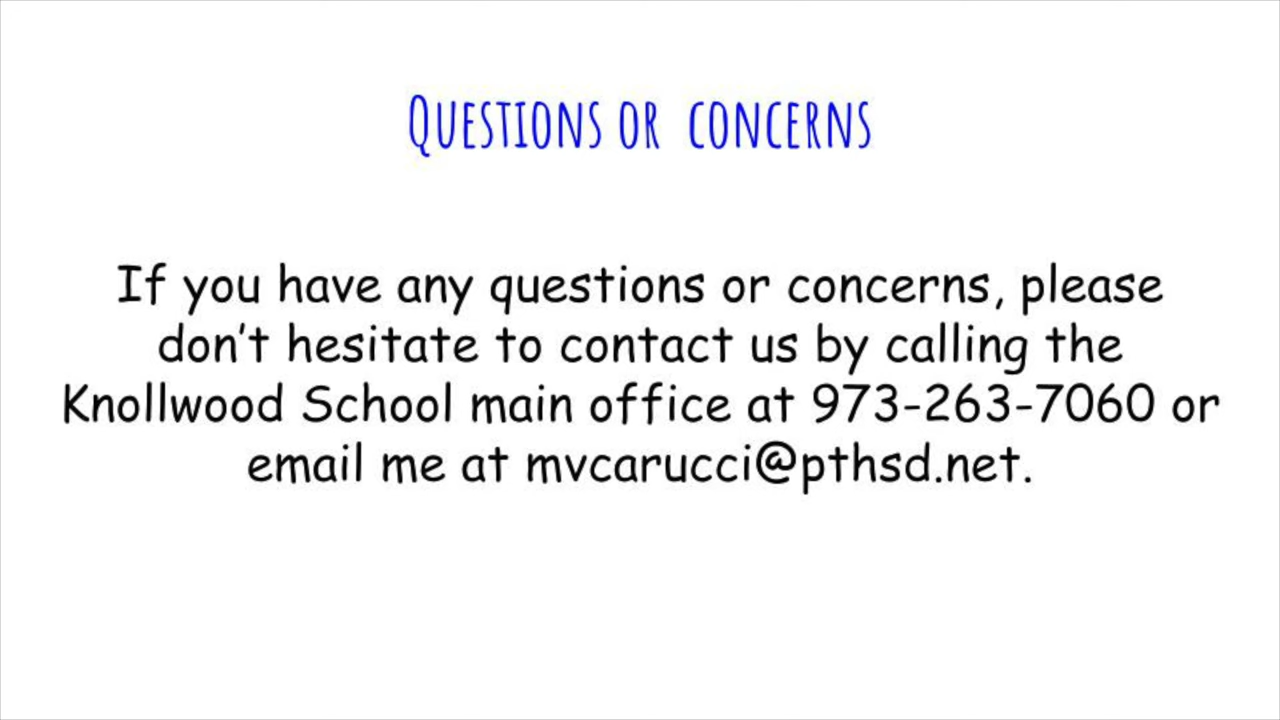 Questions or concerns
If you have any questions or concerns, please
don't hesitate to contact us by calling the
Knollwood School main office at 973-263-7060 or
email me at mvcarucci@pthsd.net.